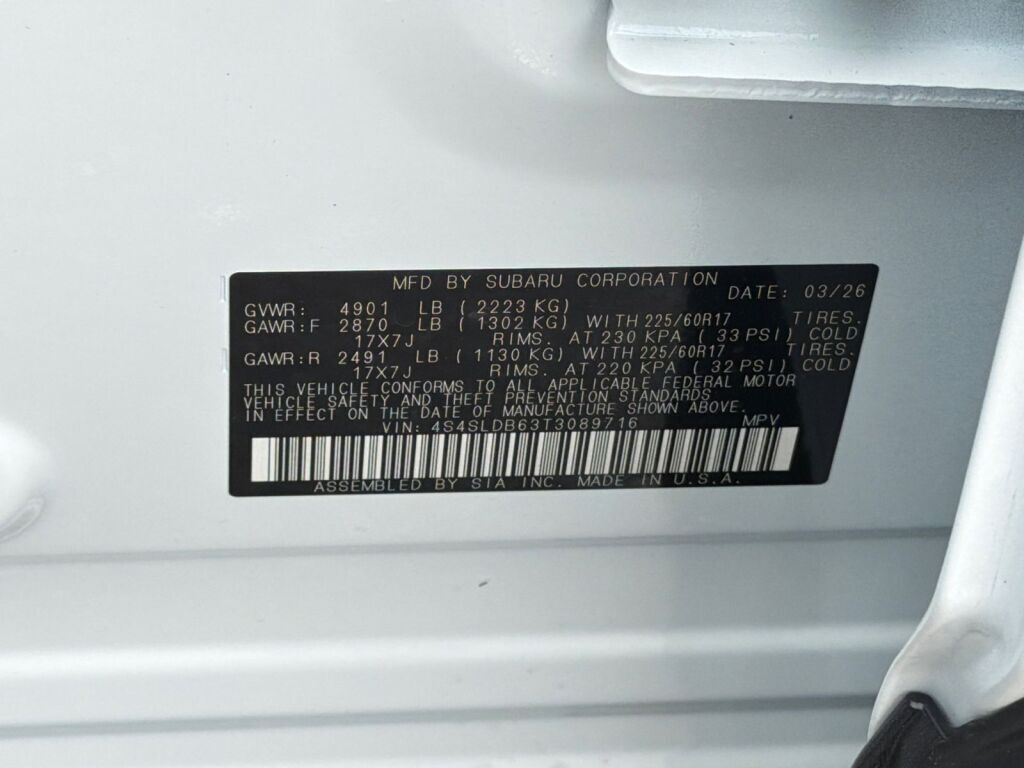 MFD BY SUBARU CORPORATION DATE: 03/26
GVWR: 4901 LB (2223 KG)
GAWR:F 2870 LB (1302 KG) WITH 225/60R17 TIRES.
17X7J RIMS. AT 230 KPA (33 PSI) COLD
GAWR:R 2491 LB (1130 KG) WITH 225/60R17 TIRES.
17X7J RIMS. AT 220 KPA (32 PSI) COLD
THIS VEHICLE CONFORMS TO ALL APPLICABLE FEDERAL MOTOR
VEHICLE SAFETY AND THEFT PREVENTION STANDARDS
IN EFFECT ON THE DATE OF MANUFACTURE SHOWN ABOVE.
VIN: 4S4SLDB63T3089716 MPV
ASSEMBLED BY SIA INC. MADE IN U.S.A.